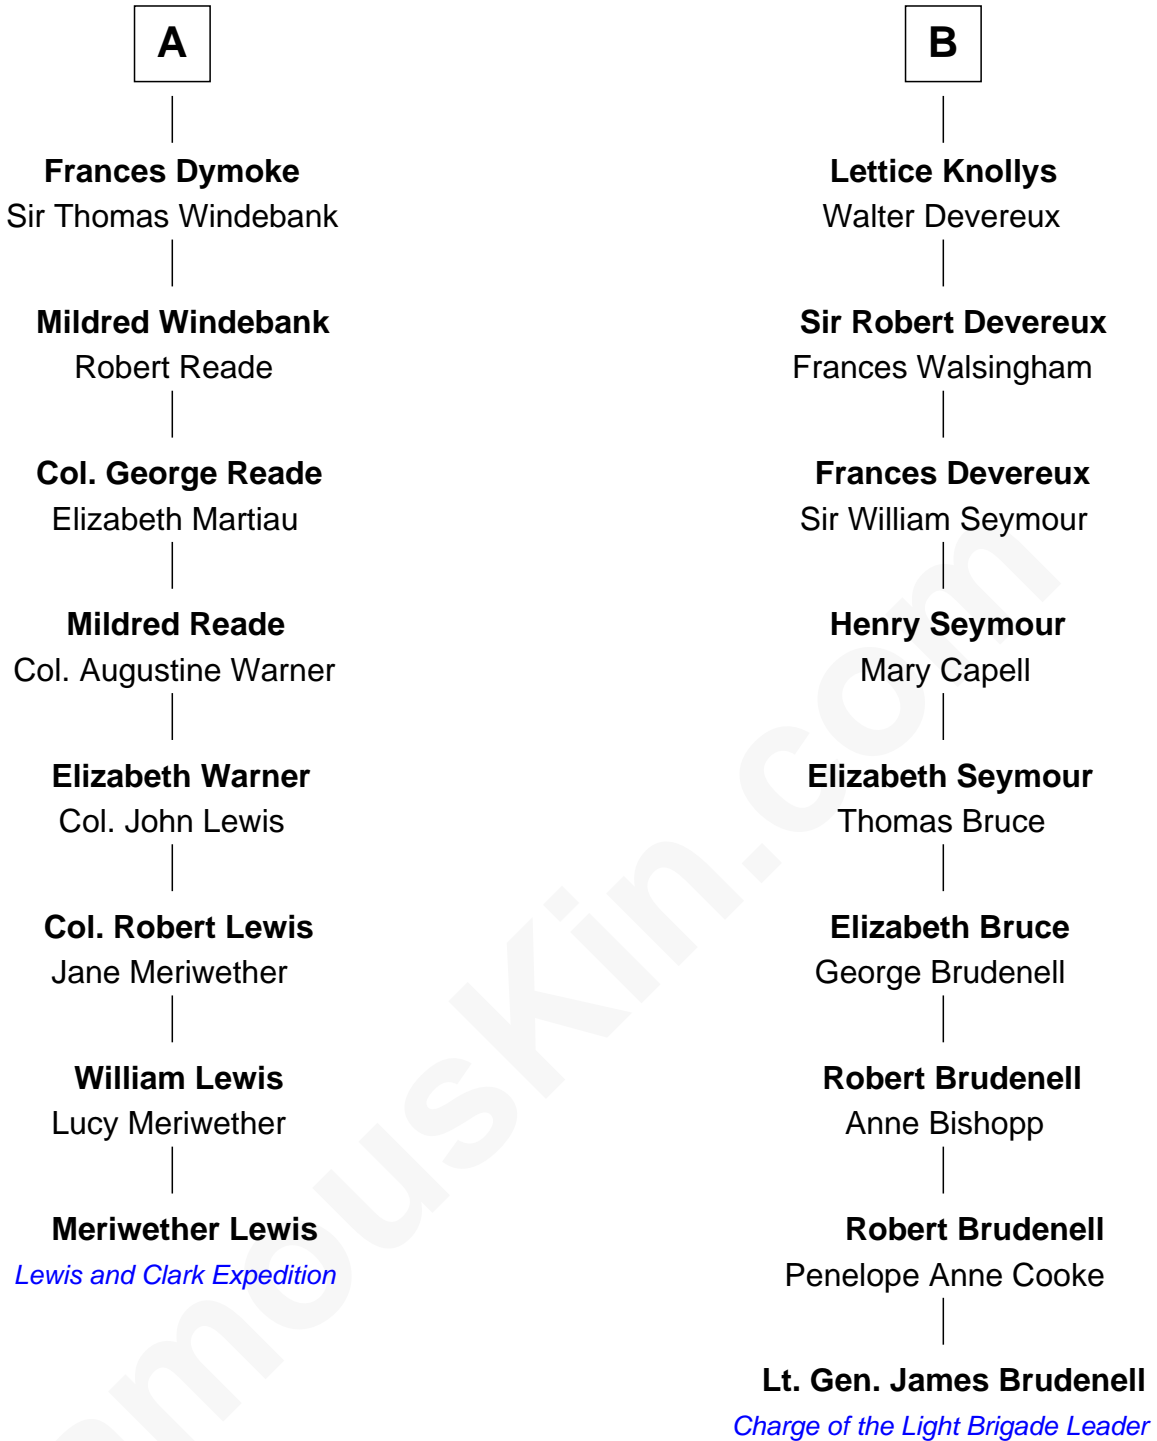 A
Frances Dymoke
Sir Thomas Windebank
Mildred Windebank
Robert Reade
Col. George Reade
Elizabeth Martiau
Mildred Reade
Col. Augustine Warner
Elizabeth Warner
Col. John Lewis
Col. Robert Lewis
Jane Meriwether
William Lewis
Lucy Meriwether
Meriwether Lewis
Lewis and Clark Expedition
B
Lettice Knollys
Walter Devereux
Sir Robert Devereux
Frances Walsingham
Frances Devereux
Sir William Seymour
Henry Seymour
Mary Capell
Elizabeth Seymour
Thomas Bruce
Elizabeth Bruce
George Brudenell
Robert Brudenell
Anne Bishopp
Robert Brudenell
Penelope Anne Cooke
Lt. Gen. James Brudenell
Charge of the Light Brigade Leader
amouskin.com